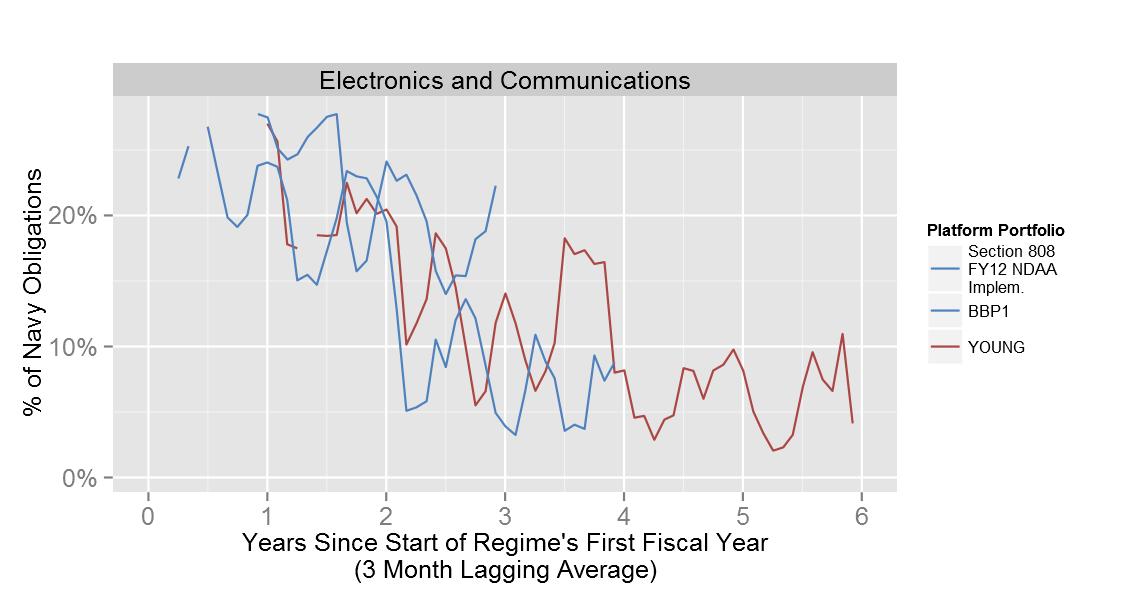 Electronics and Communications
% of Navy Obligations
20%
10%
0%
0 1 2 3 4 5 6
Years Since Start of Regime's First Fiscal Year
(3 Month Lagging Average)
Platform Portfolio
Section 808
FY12 NDAA
Implem.
BBP1
YOUNG